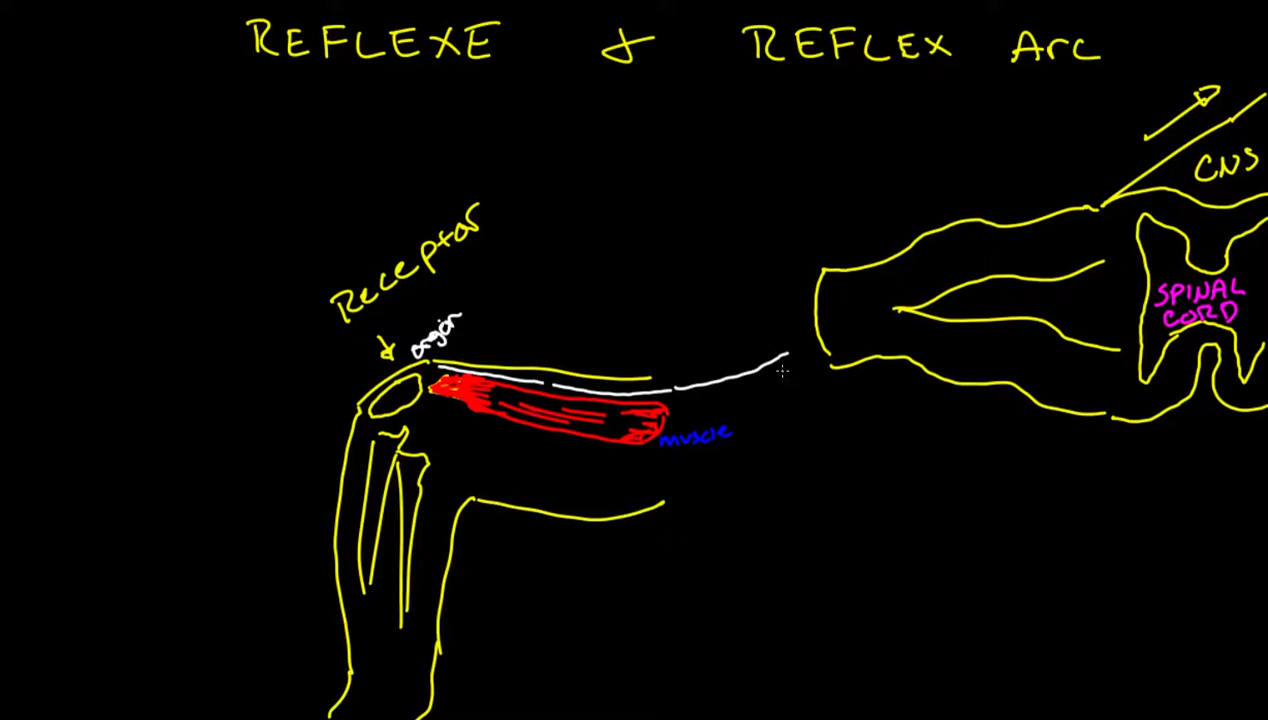 REFLEXE & REFLEX Arc
CNS
Receptor
SPINAL
CORD
organ
muscle